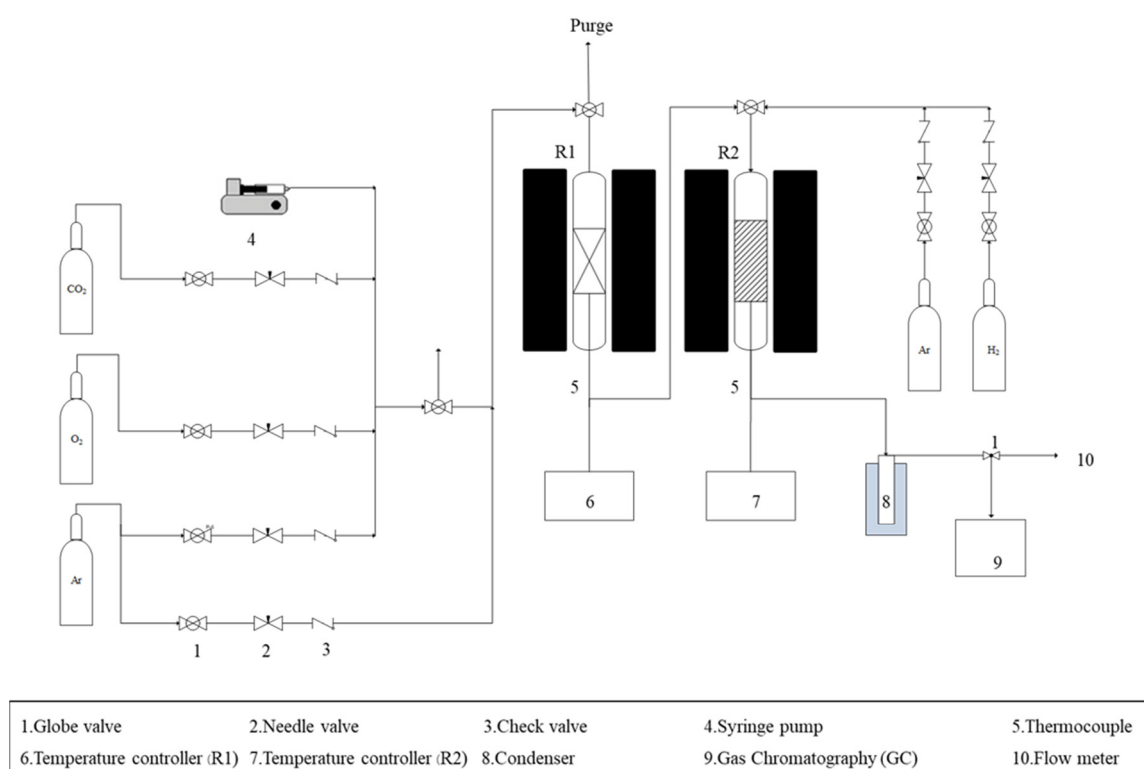 Purge
R1
R2
4
CO₂
Ar
H₂
O₂
5
5
1
10
6
7
8
9
Ar
1
2
3
1.Globe valve 2.Needle valve 3.Check valve 4.Syringe pump 5.Thermocouple
6.Temperature controller (R1) 7.Temperature controller (R2) 8.Condenser 9.Gas Chromatography (GC) 10.Flow meter